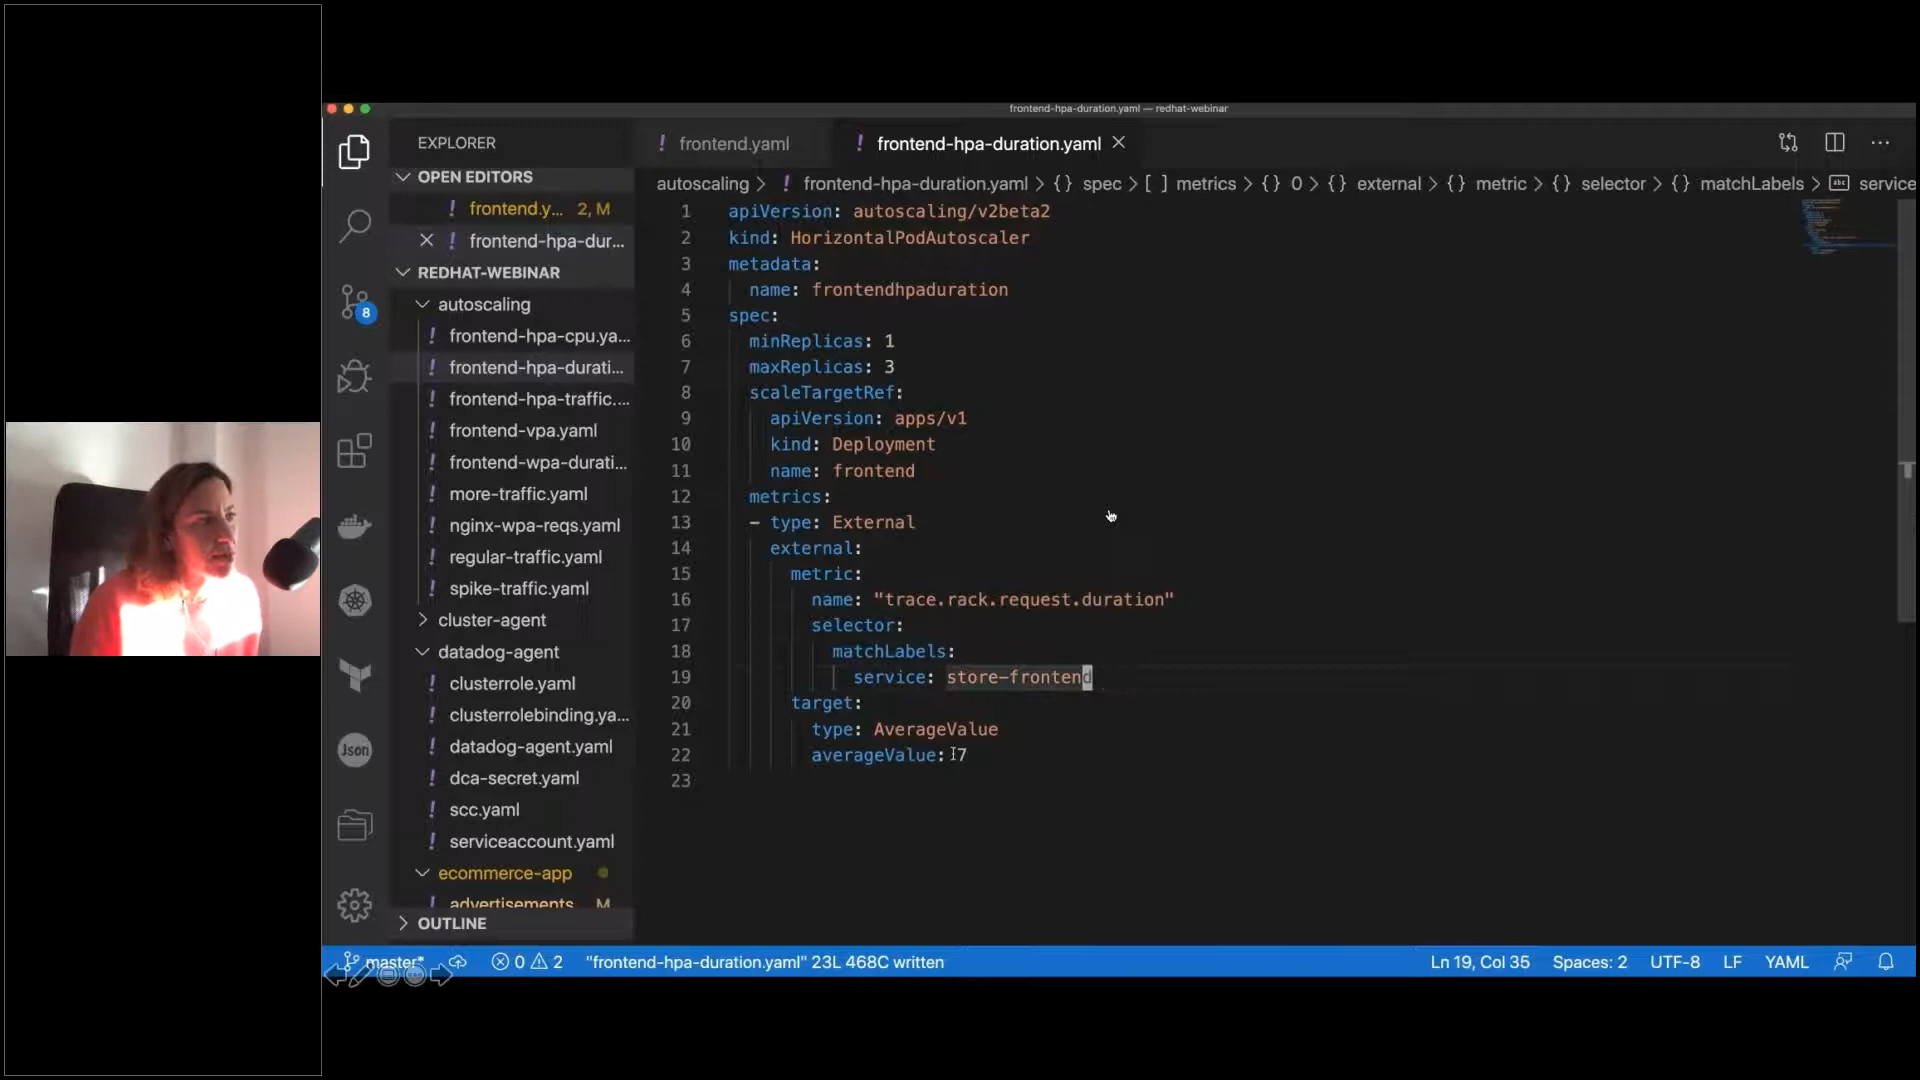 frontend-hpa-duration.yaml — redhat-webinar
EXPLORER
OPEN EDITORS
! frontend.y... 2, M
! frontend-hpa-dur...
REDHAT-WEBINAR
autoscaling
! frontend-hpa-cpu.ya...
! frontend-hpa-durati...
! frontend-hpa-traffic....
! frontend-vpa.yaml
! frontend-wpa-durati...
! more-traffic.yaml
! nginx-wpa-reqs.yaml
! regular-traffic.yaml
! spike-traffic.yaml
cluster-agent
datadog-agent
! clusterrole.yaml
! clusterrolebinding.ya...
! datadog-agent.yaml
! dca-secret.yaml
! scc.yaml
! serviceaccount.yaml
ecommerce-app
! advertisements M
OUTLINE
8
Json
! frontend.yaml
! frontend-hpa-duration.yaml
autoscaling > ! frontend-hpa-duration.yaml > {} spec > [ ] metrics > {} 0 > {} external > {} metric > {} selector > {} matchLabels > abc service
1 apiVersion: autoscaling/v2beta2
2 kind: HorizontalPodAutoscaler
3 metadata:
4 name: frontendhpaduration
5 spec:
6 minReplicas: 1
7 maxReplicas: 3
8 scaleTargetRef:
9 apiVersion: apps/v1
10 kind: Deployment
11 name: frontend
12 metrics:
13 - type: External
14 external:
15 metric:
16 name: "trace.rack.request.duration"
17 selector:
18 matchLabels:
19 service: store-frontend
20 target:
21 type: AverageValue
22 averageValue: 7
23
master* 0 2 "frontend-hpa-duration.yaml" 23L 468C written Ln 19, Col 35 Spaces: 2 UTF-8 LF YAML